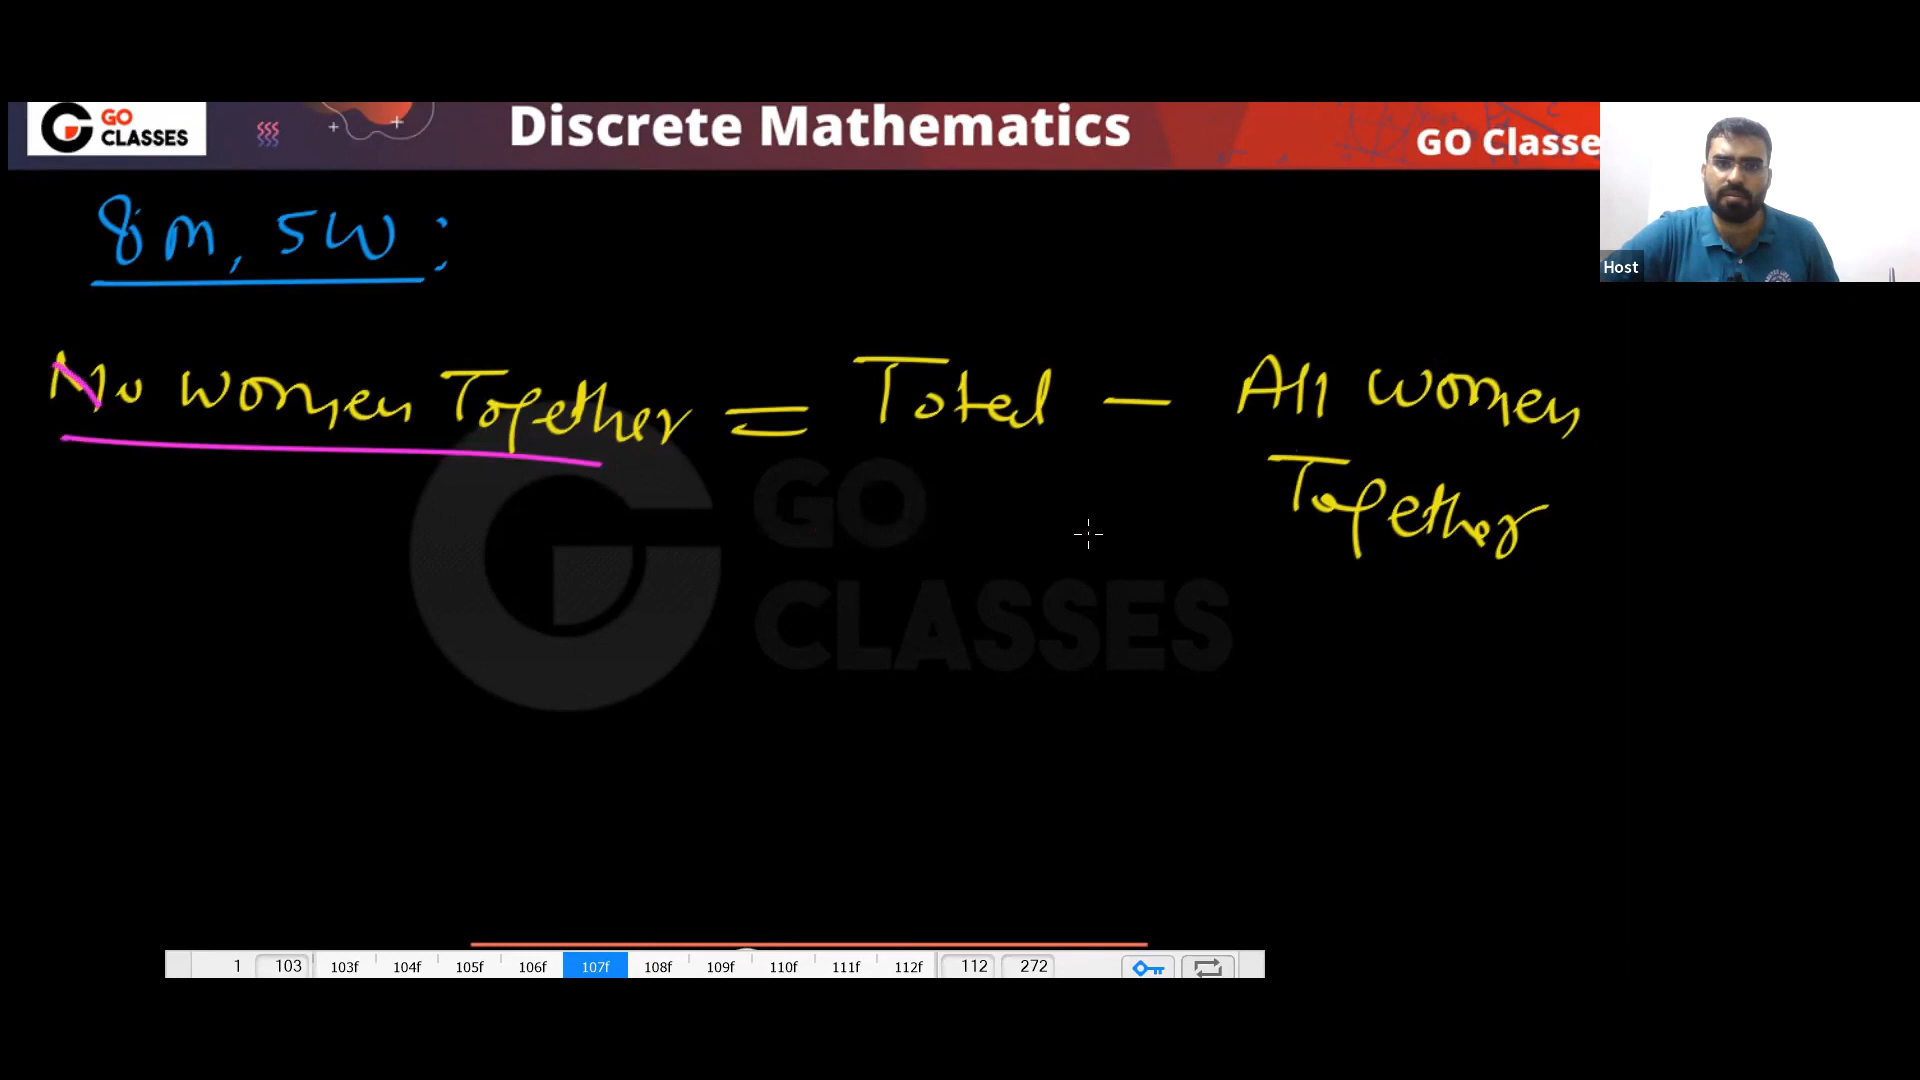 GO CLASSES
Discrete Mathematics
GO Classe
Host
8M, 5W :
No Women Together = Total - All Women Together
GO CLASSES
1 103 103f 104f 105f 106f 107f 108f 109f 110f 111f 112f 112 272